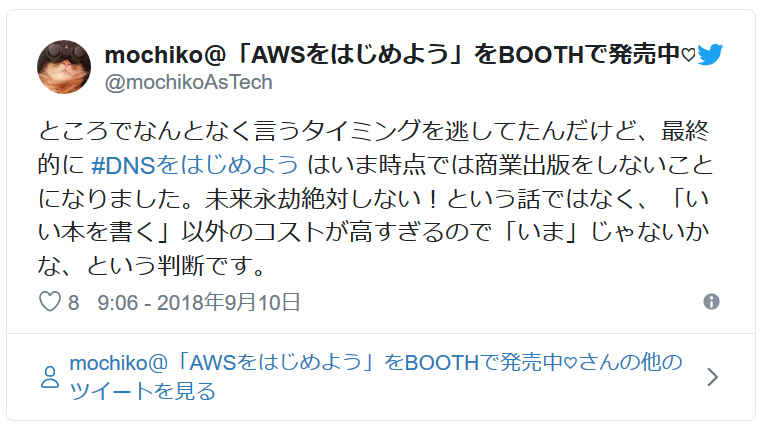 mochiko@「AWSをはじめよう」をBOOTHで発売中♡
@mochikoAsTech
ところでなんとなく言うタイミングを逃してたんだけど、最終
的に #DNSをはじめよう はいま時点では商業出版をしないこと
になりました。未来永劫絶対しない！という話ではなく、「い
い本を書く」以外のコストが高すぎるので「いま」じゃないか
な、という判断です。
8 9:06 - 2018年9月10日
mochiko@「AWSをはじめよう」をBOOTHで発売中♡さんの他の
ツイートを見る